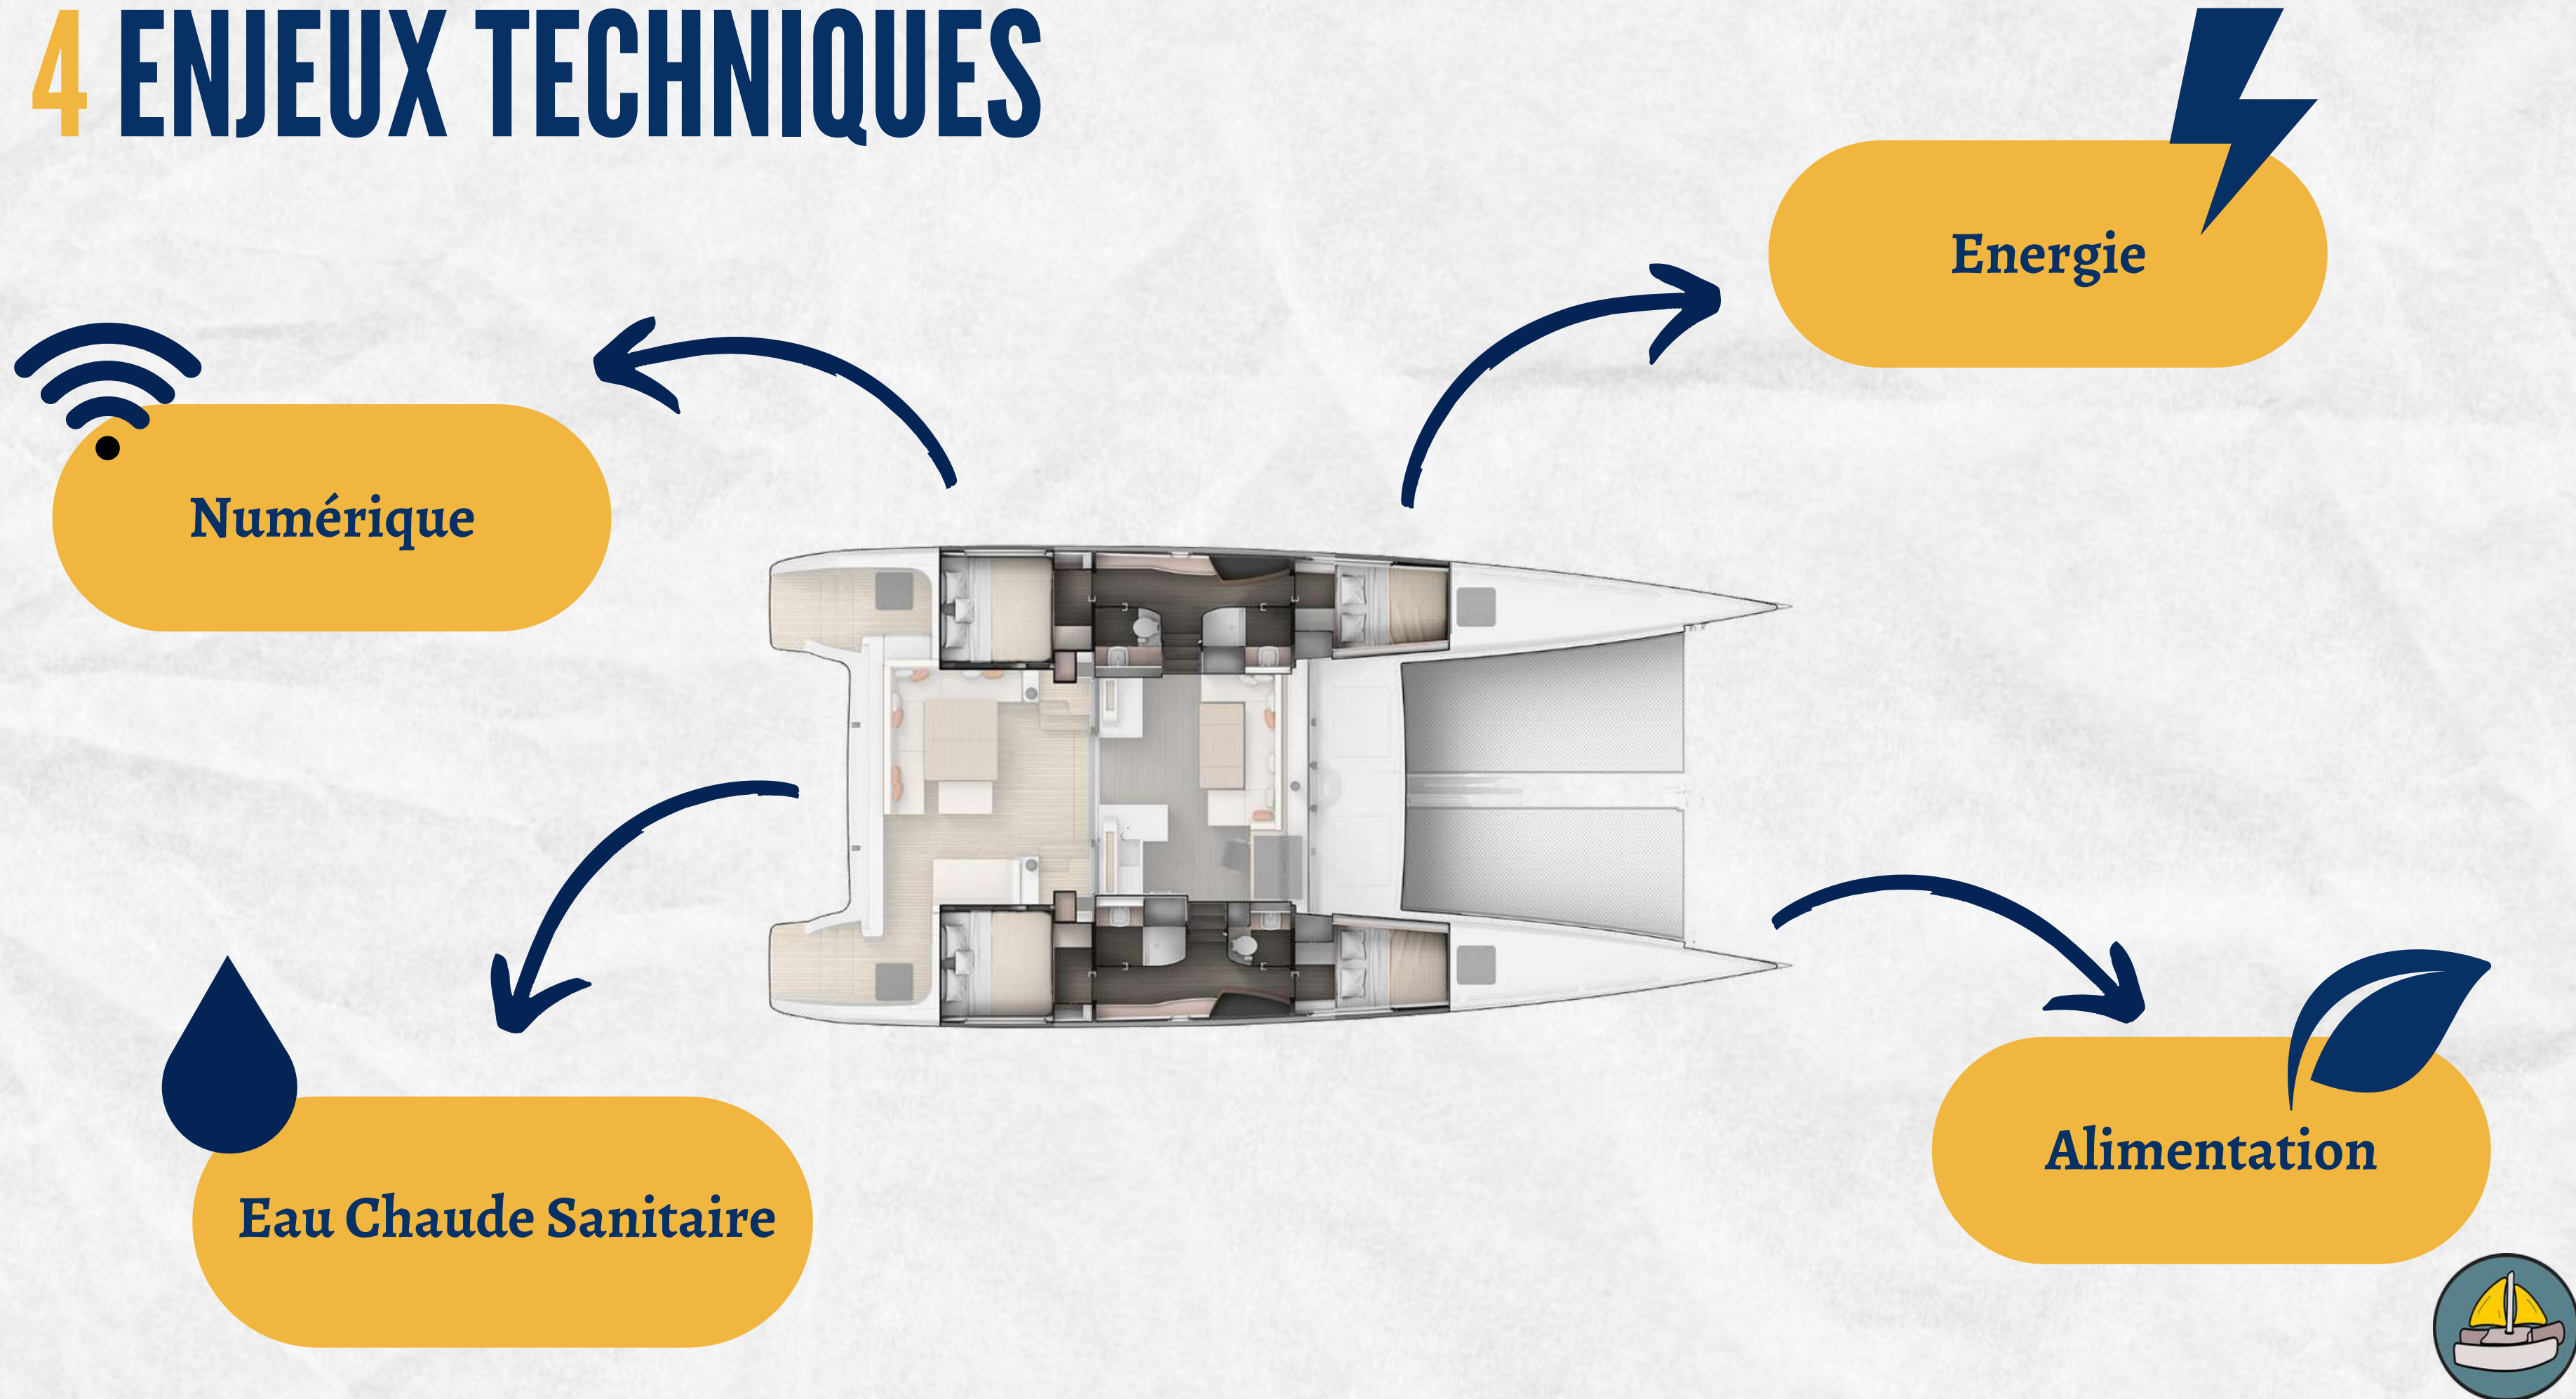 4 ENJEUX TECHNIQUES
Energie
Numérique
Alimentation
Eau Chaude Sanitaire